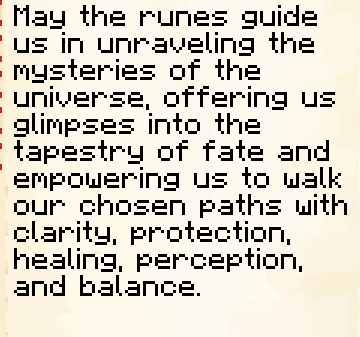 May the runes guide
us in unraveling the
mysteries of the
universe, offering us
glimpses into the
tapestry of fate and
empowering us to walk
our chosen paths with
clarity, protection,
healing, perception,
and balance.